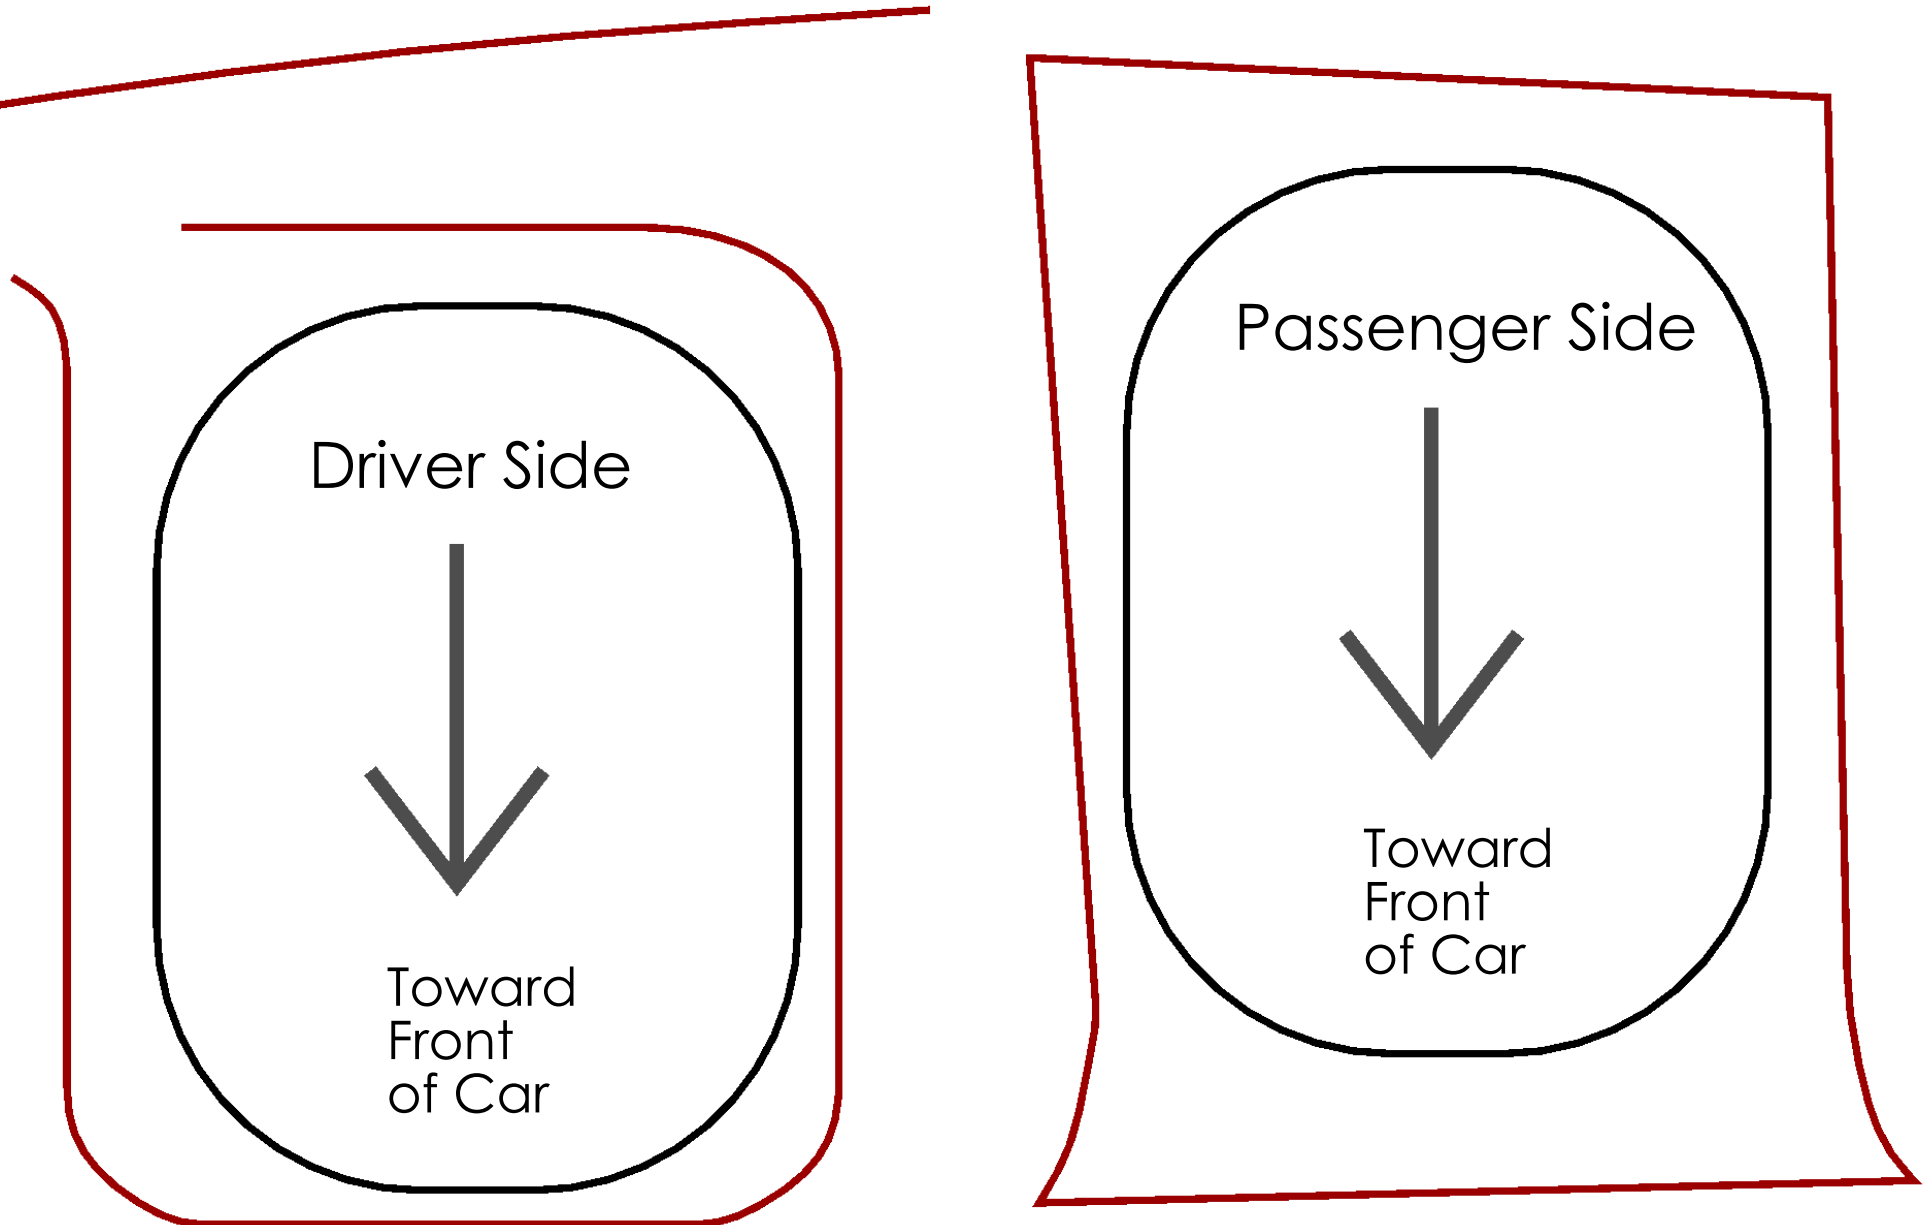 Driver Side
Toward
Front
of Car
Passenger Side
Toward
Front
of Car